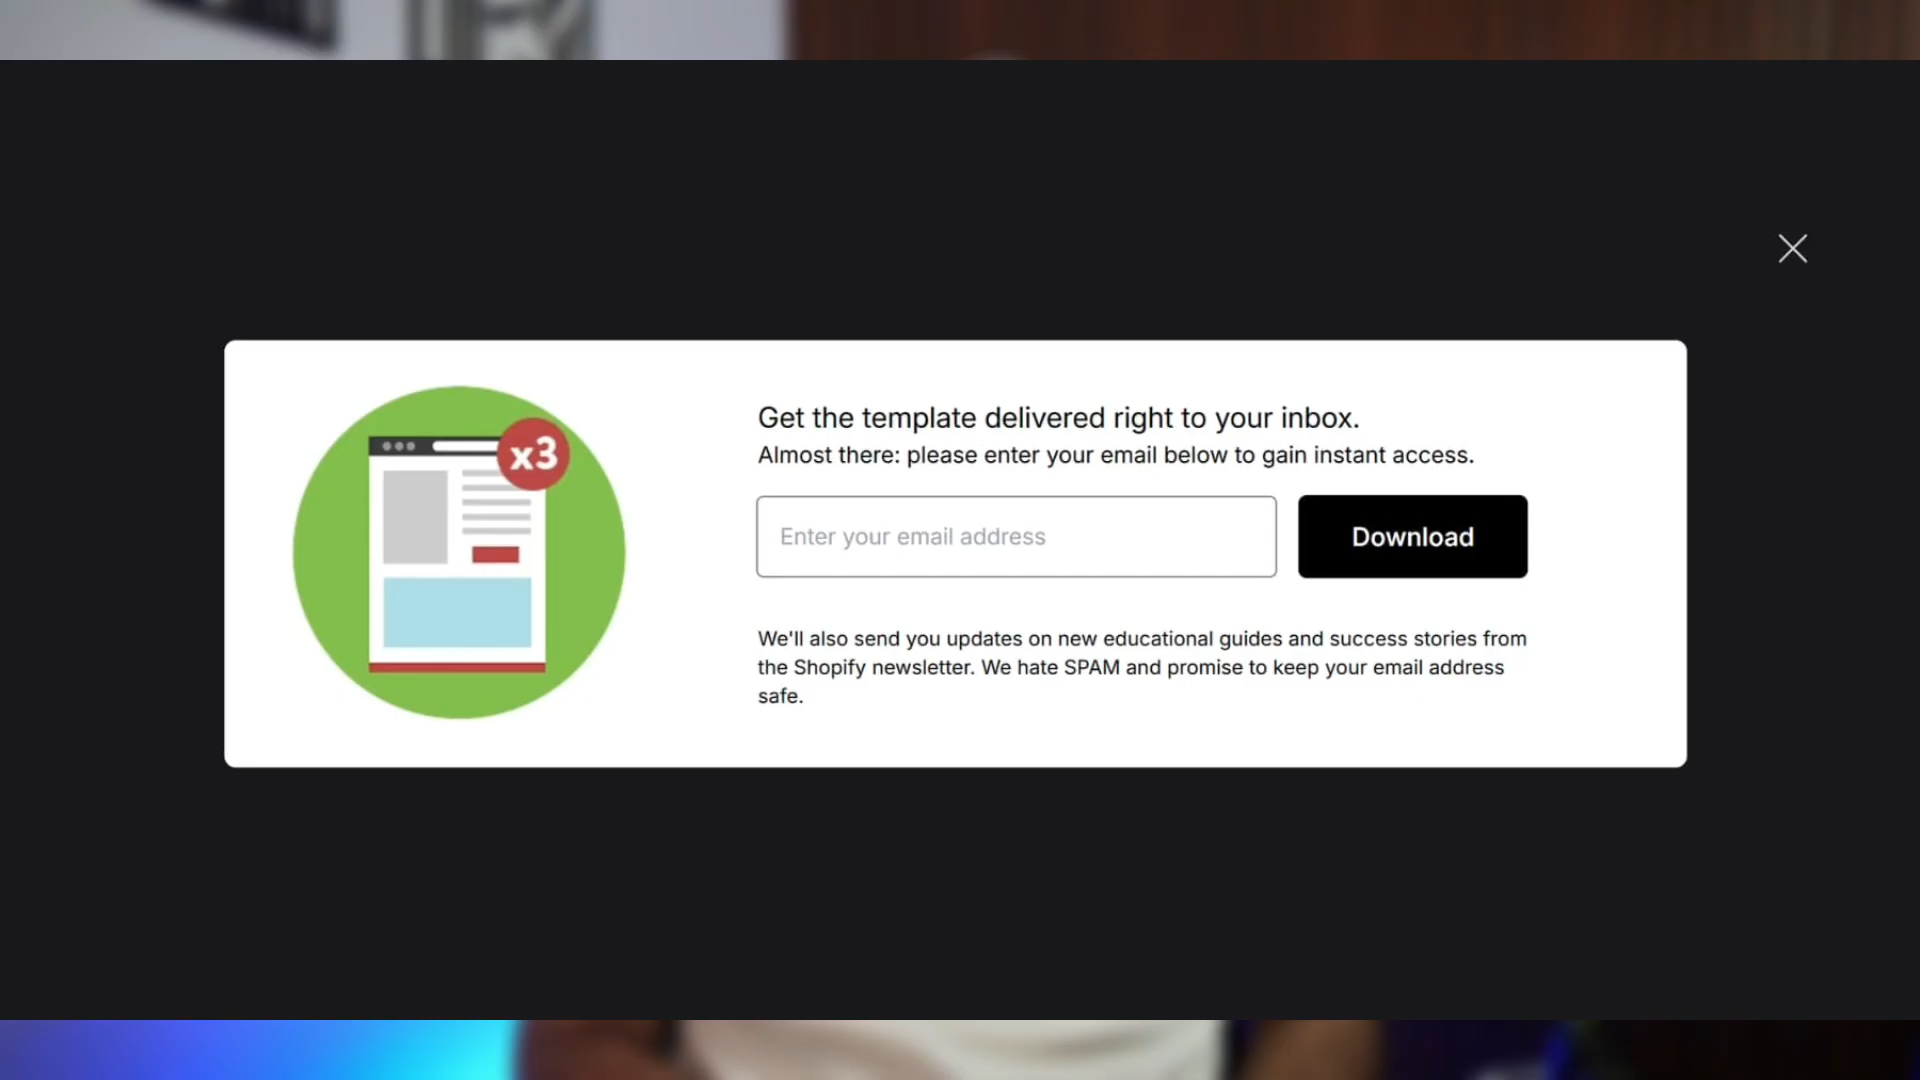 x3
Get the template delivered right to your inbox.
Almost there: please enter your email below to gain instant access.
Enter your email address
Download
We'll also send you updates on new educational guides and success stories from
the Shopify newsletter. We hate SPAM and promise to keep your email address
safe.